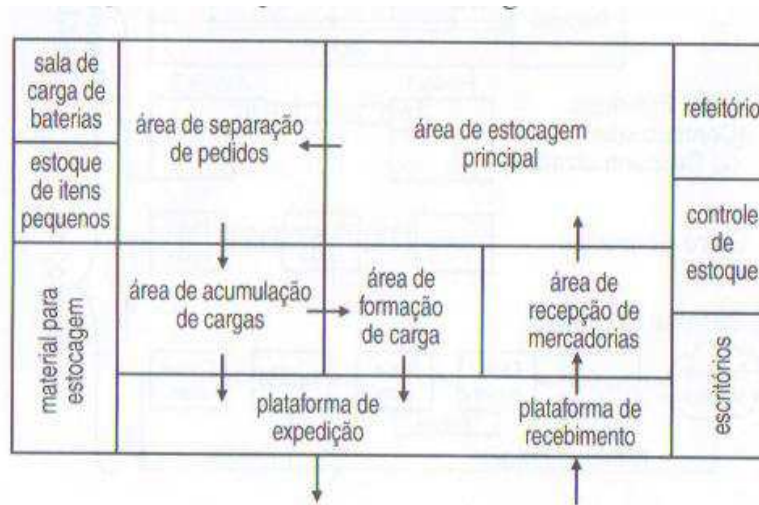 sala de
carga de
baterias
estoque
de itens
pequenos
material para
estocagem
área de separação
de pedidos
área de estocagem
principal
área de acumulação
de cargas
área de
formação
de carga
área de
recepção de
mercadorias
plataforma de
expedição
plataforma de
recebimento
refeitório
controle
de
estoque
escritórios